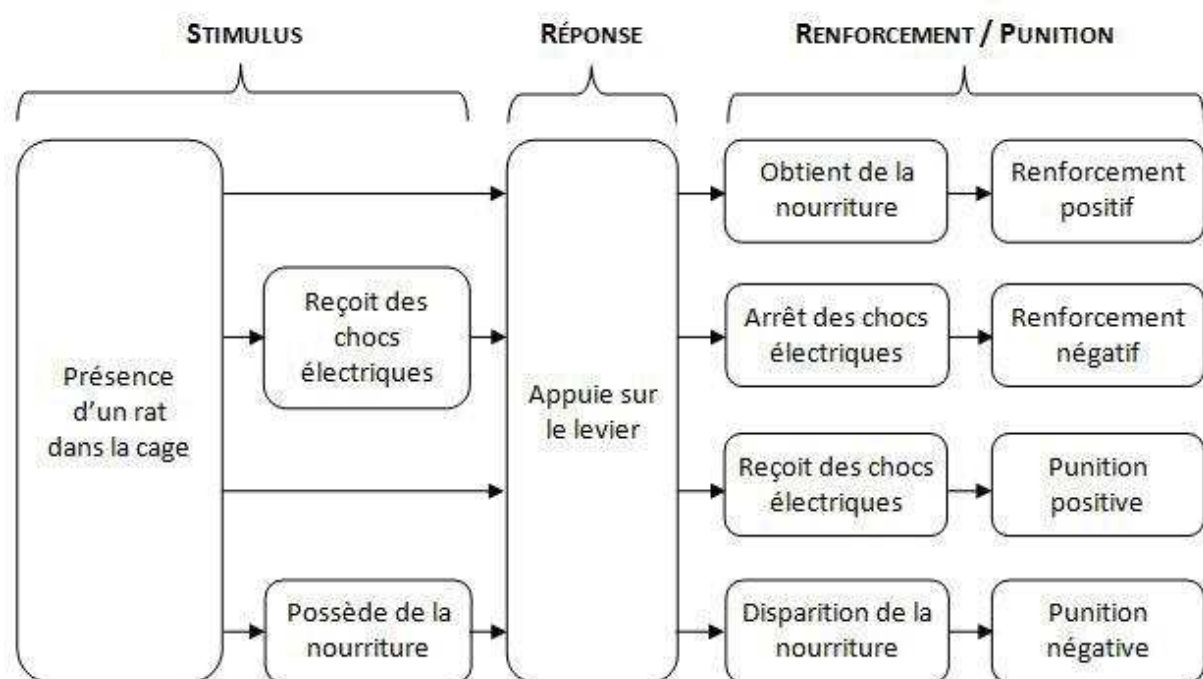 STIMULUS
RÉPONSE
RENFORCEMENT / PUNITION
Présence
d'un rat
dans la cage
Reçoit des
chocs
électriques
Possède de la
nourriture
Appuie sur
le levier
Obtient de la
nourriture
Renforcement
positif
Arrêt des chocs
électriques
Renforcement
négatif
Reçoit des chocs
électriques
Punition
positive
Disparition de la
nourriture
Punition
négative